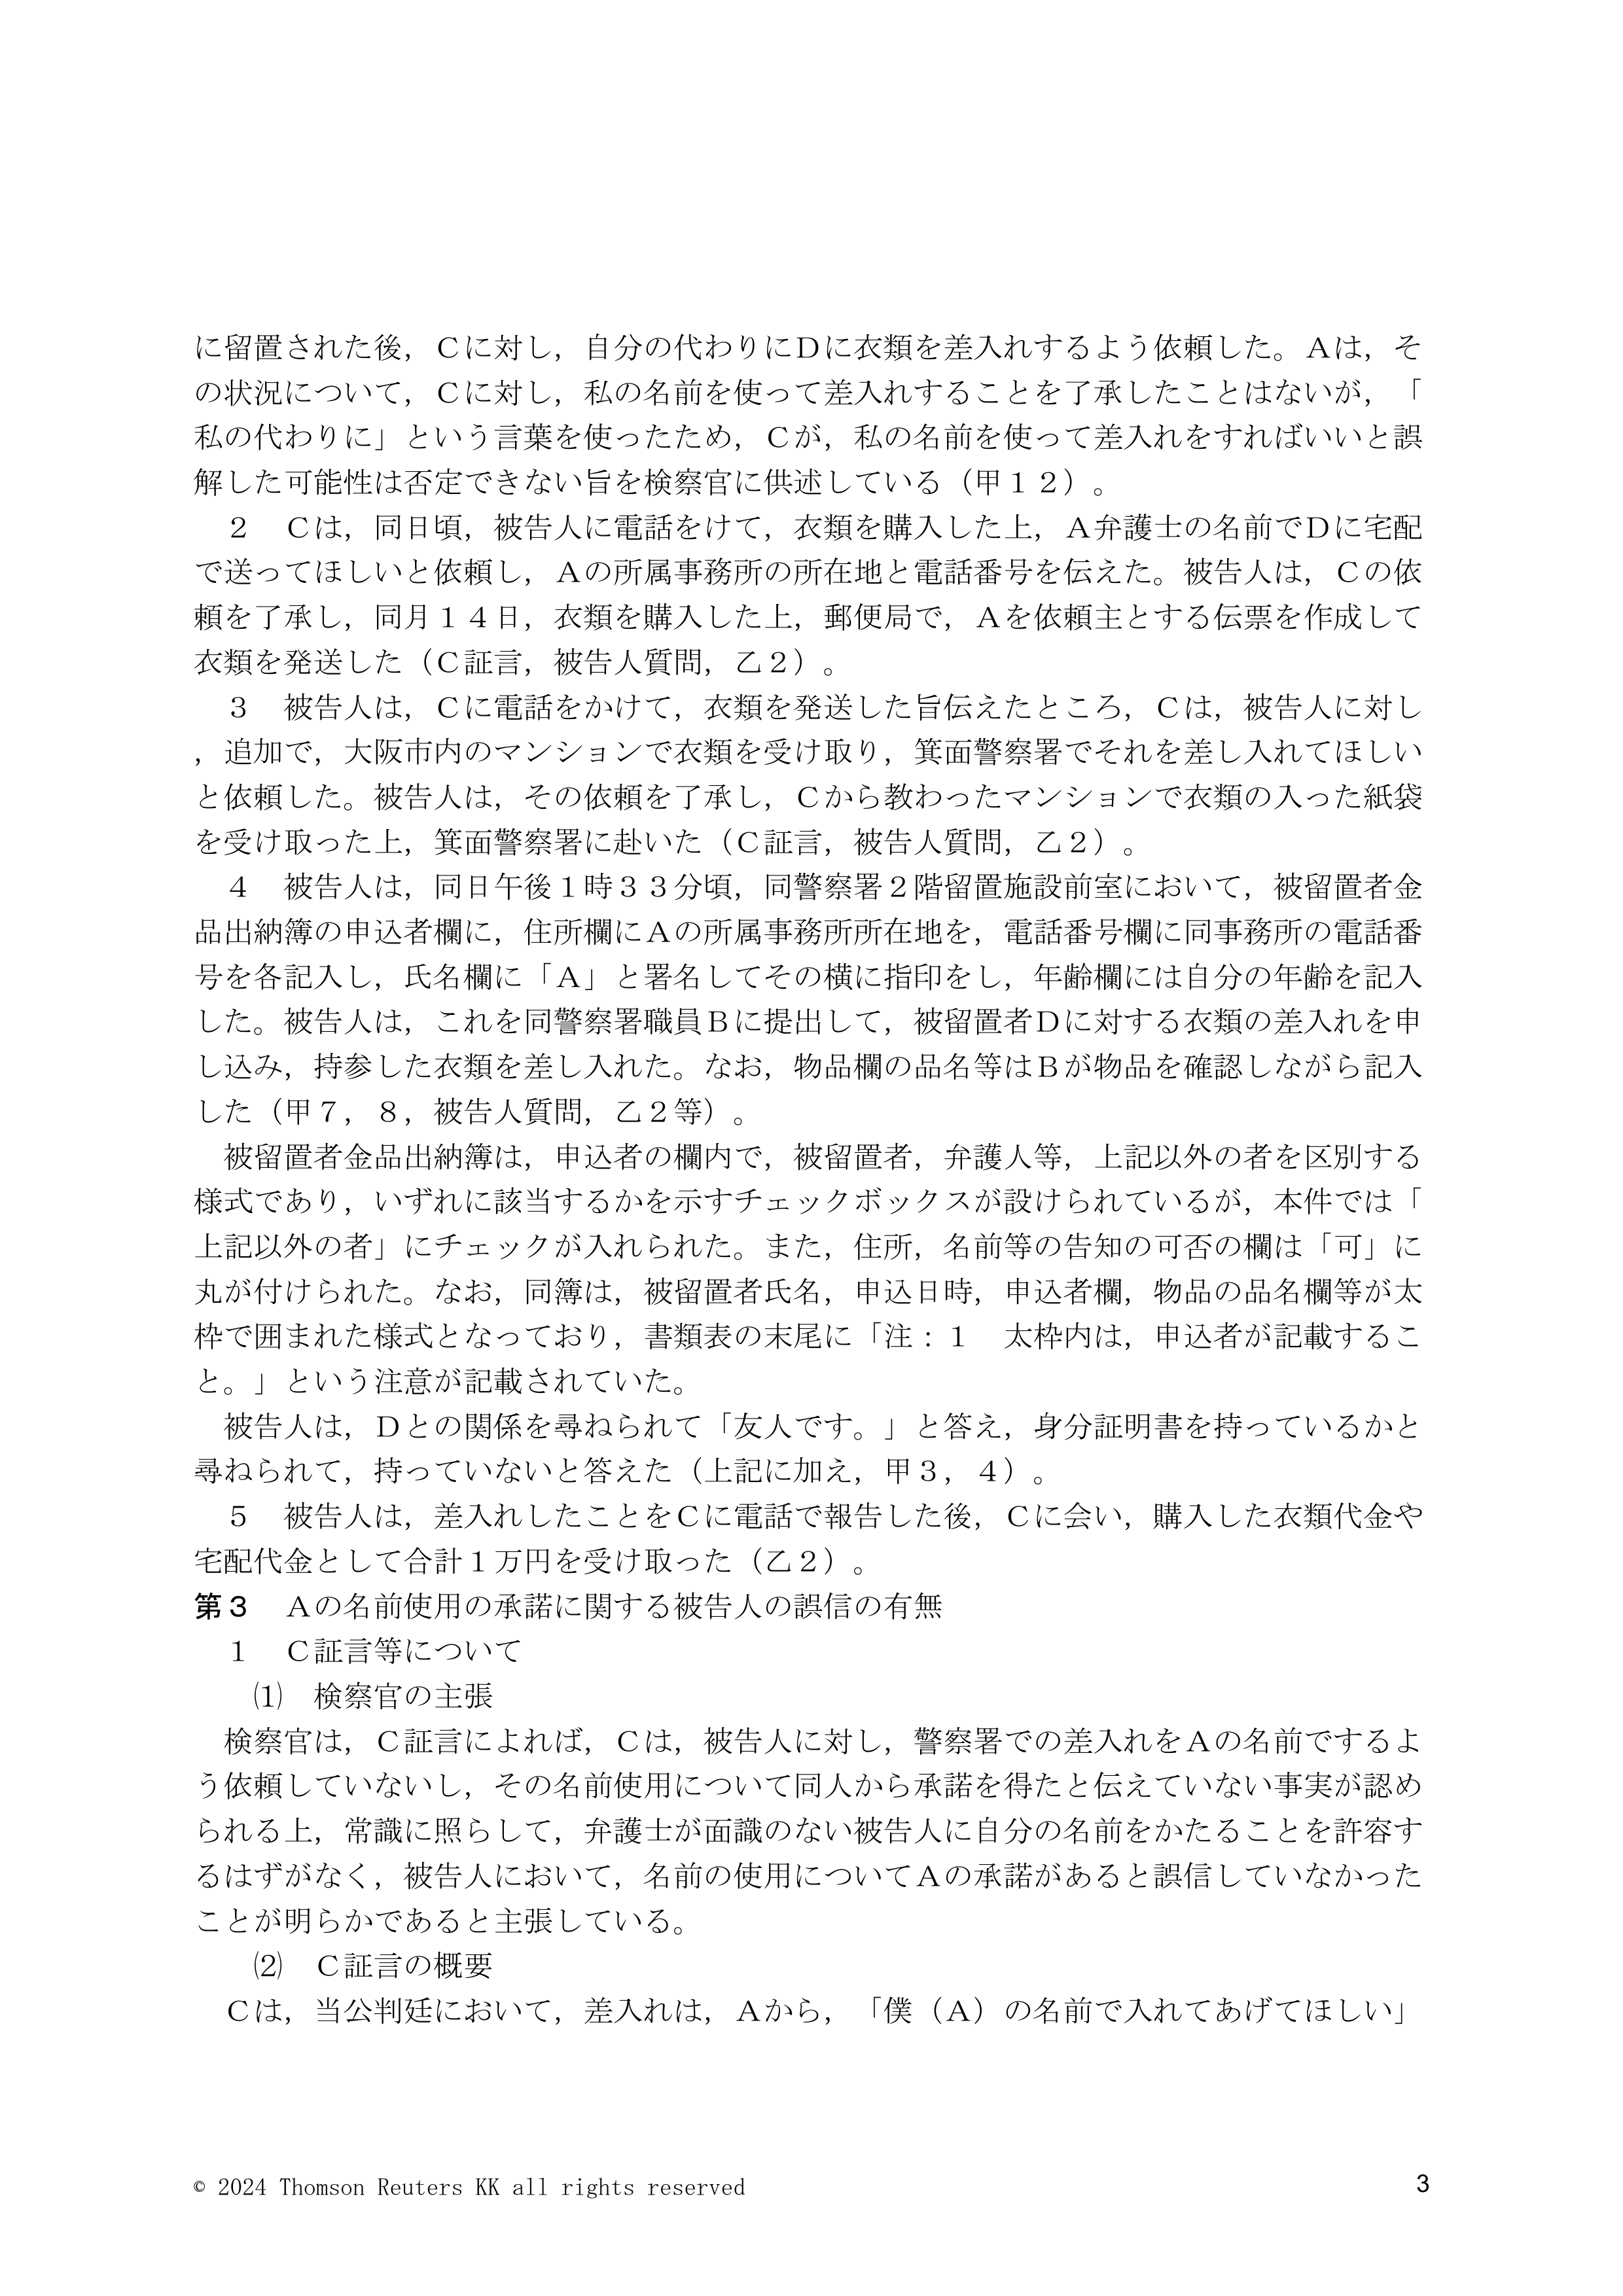 に留置された後，Ｃに対し，自分の代わりにＤに衣類を差入れするよう依頼した。Ａは，そ
の状況について，Ｃに対し，私の名前を使って差入れすることを了承したことはないが，「
私の代わりに」という言葉を使ったため，Ｃが，私の名前を使って差入れをすればいいと誤
解した可能性は否定できない旨を検察官に供述している（甲１２）。
　２　Ｃは，同日頃，被告人に電話をけて，衣類を購入した上，Ａ弁護士の名前でＤに宅配
で送ってほしいと依頼し，Ａの所属事務所の所在地と電話番号を伝えた。被告人は，Ｃの依
頼を了承し，同月１４日，衣類を購入した上，郵便局で，Ａを依頼主とする伝票を作成して
衣類を発送した（Ｃ証言，被告人質問，乙２）。
　３　被告人は，Ｃに電話をかけて，衣類を発送した旨伝えたところ，Ｃは，被告人に対し
，追加で，大阪市内のマンションで衣類を受け取り，箕面警察署でそれを差し入れてほしい
と依頼した。被告人は，その依頼を了承し，Ｃから教わったマンションで衣類の入った紙袋
を受け取った上，箕面警察署に赴いた（Ｃ証言，被告人質問，乙２）。
　４　被告人は，同日午後１時３３分頃，同警察署２階留置施設前室において，被留置者金
品出納簿の申込者欄に，住所欄にＡの所属事務所所在地を，電話番号欄に同事務所の電話番
号を各記入し，氏名欄に「Ａ」と署名してその横に指印をし，年齢欄には自分の年齢を記入
した。被告人は，これを同警察署職員Ｂに提出して，被留置者Ｄに対する衣類の差入れを申
し込み，持参した衣類を差し入れた。なお，物品欄の品名等はＢが物品を確認しながら記入
した（甲７，８，被告人質問，乙２等）。
　被留置者金品出納簿は，申込者の欄内で，被留置者，弁護人等，上記以外の者を区別する
様式であり，いずれに該当するかを示すチェックボックスが設けられているが，本件では「
上記以外の者」にチェックが入れられた。また，住所，名前等の告知の可否の欄は「可」に
丸が付けられた。なお，同簿は，被留置者氏名，申込日時，申込者欄，物品の品名欄等が太
枠で囲まれた様式となっており，書類表の末尾に「注：１　太枠内は，申込者が記載するこ
と。」という注意が記載されていた。
　被告人は，Ｄとの関係を尋ねられて「友人です。」と答え，身分証明書を持っているかと
尋ねられて，持っていないと答えた（上記に加え，甲３，４）。
　５　被告人は，差入れしたことをＣに電話で報告した後，Ｃに会い，購入した衣類代金や
宅配代金として合計１万円を受け取った（乙２）。
第３　Ａの名前使用の承諾に関する被告人の誤信の有無
　１　Ｃ証言等について
　　⑴　検察官の主張
　検察官は，Ｃ証言によれば，Ｃは，被告人に対し，警察署での差入れをＡの名前でするよ
う依頼していないし，その名前使用について同人から承諾を得たと伝えていない事実が認め
られる上，常識に照らして，弁護士が面識のない被告人に自分の名前をかたることを許容す
るはずがなく，被告人において，名前の使用についてＡの承諾があると誤信していなかった
ことが明らかであると主張している。
　　⑵　Ｃ証言の概要
　Ｃは，当公判廷において，差入れは，Ａから，「僕（Ａ）の名前で入れてあげてほしい」
© 2024 Thomson Reuters KK all rights reserved
3